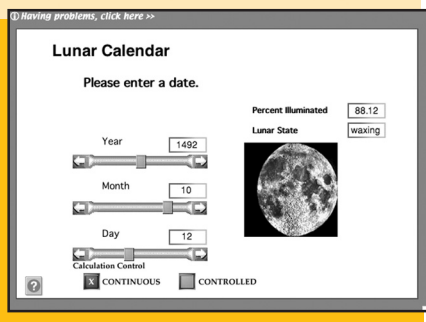 ⓘ Having problems, click here >>
Lunar Calendar
Please enter a date.
Percent Illuminated 88.12
Lunar State waxing
Year 1492
Month 10
Day 12
Calculation Control
X CONTINUOUS CONTROLLED
?